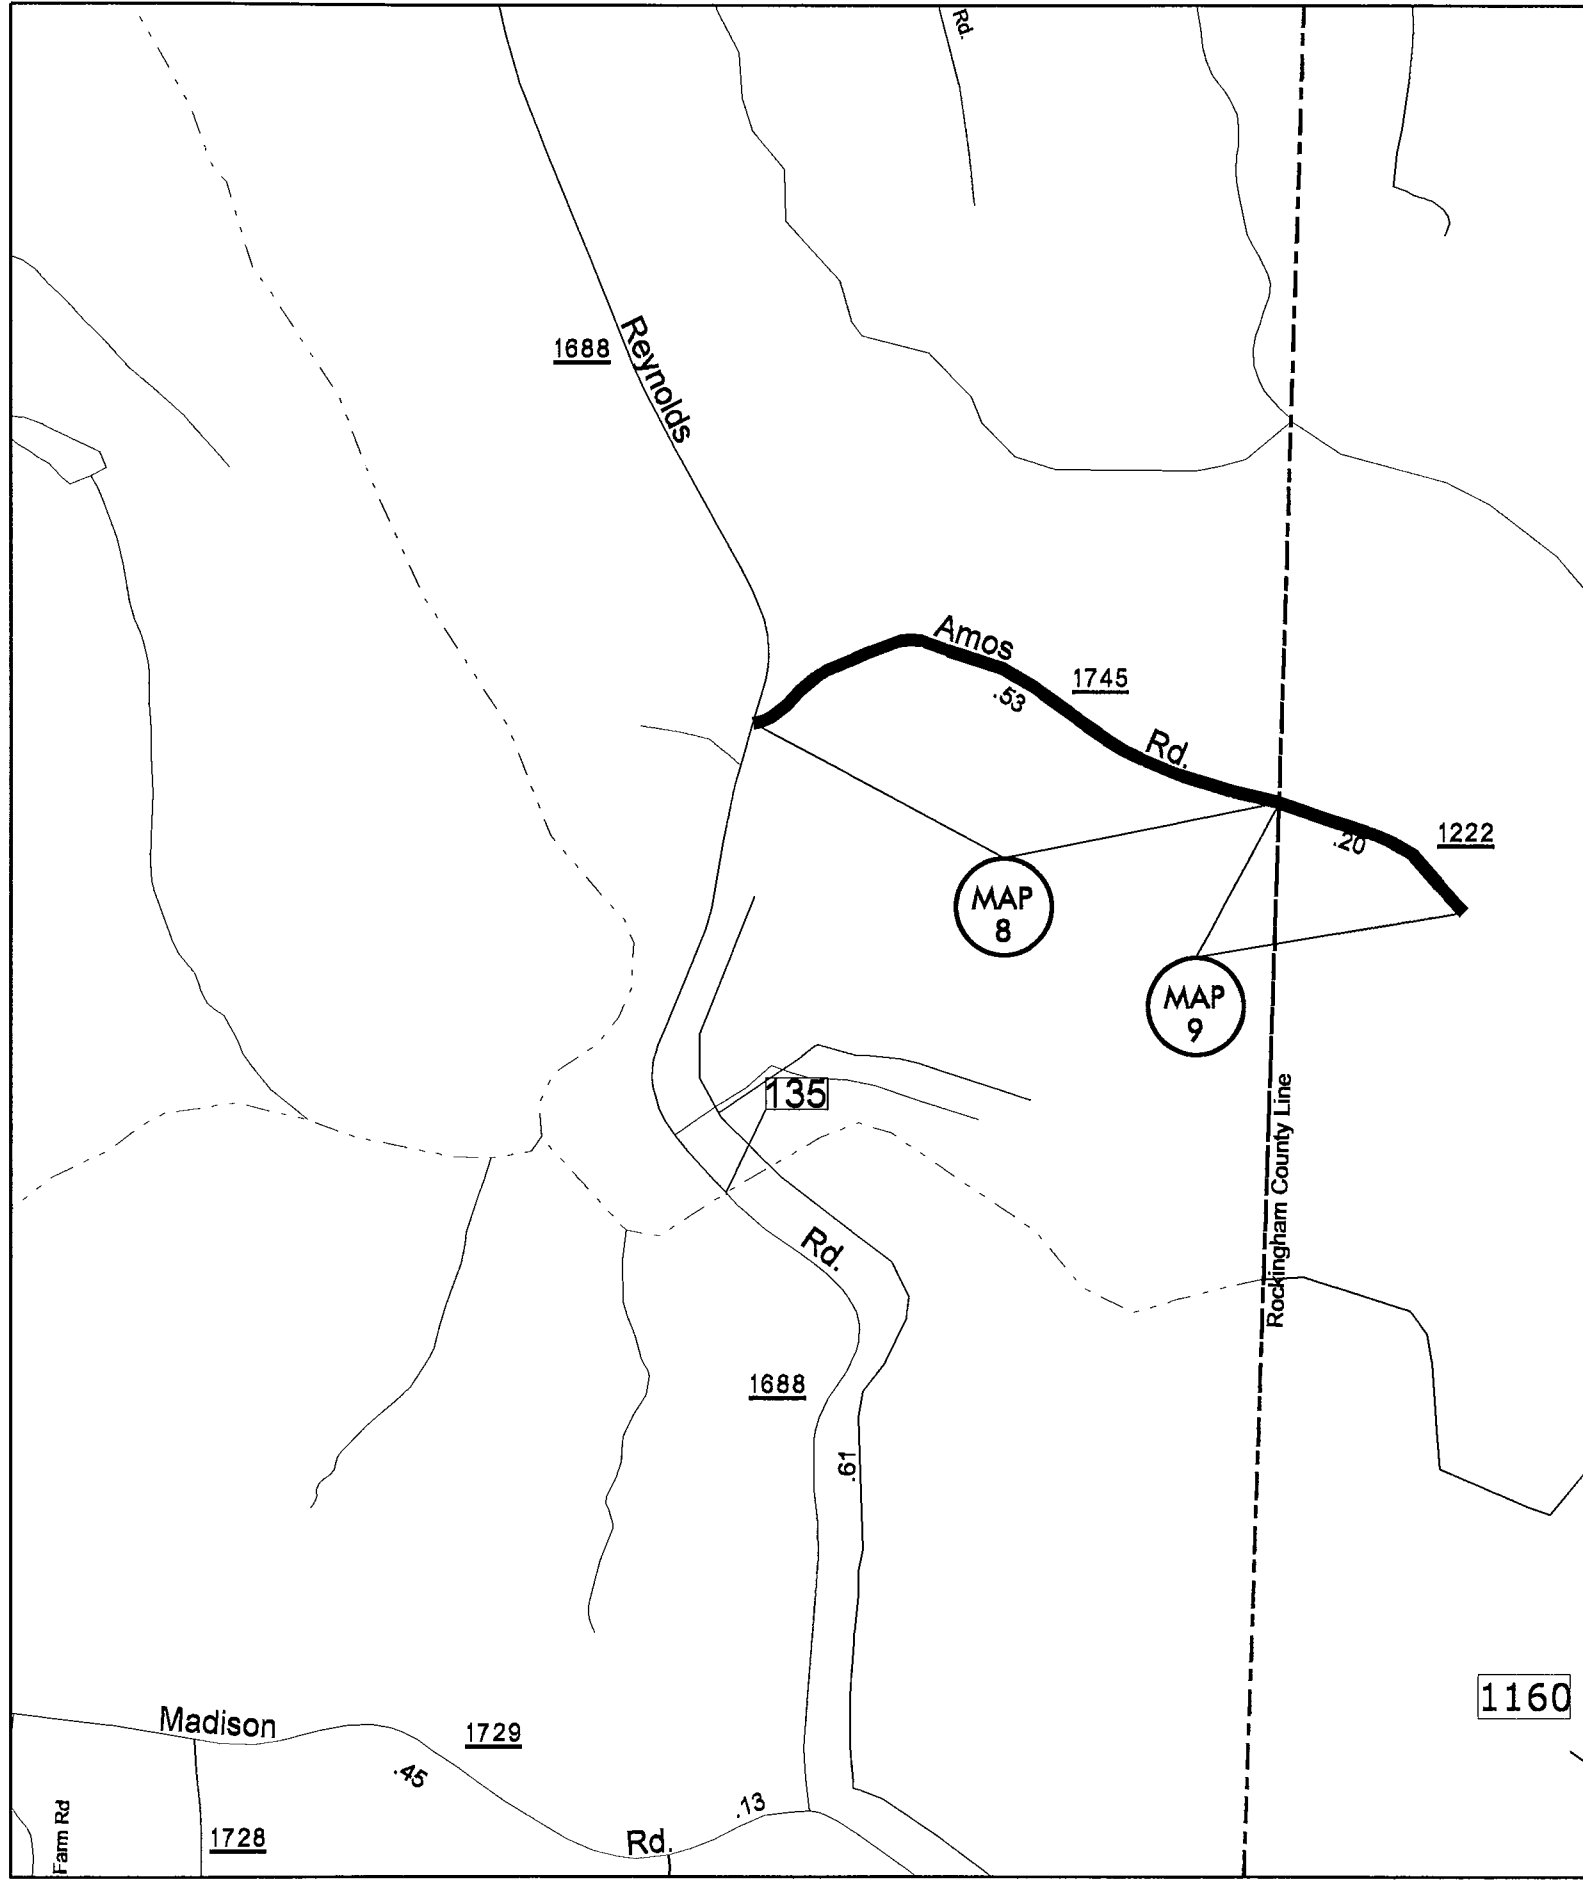 Rd.
1688
Reynolds
Amos
1745
.53
Rd.
.20
1222
MAP
8
MAP
9
135
Rockingham County Line
Rd.
1688
.61
1160
Madison
1729
.45
.13
Rd.
1728
Farm Rd